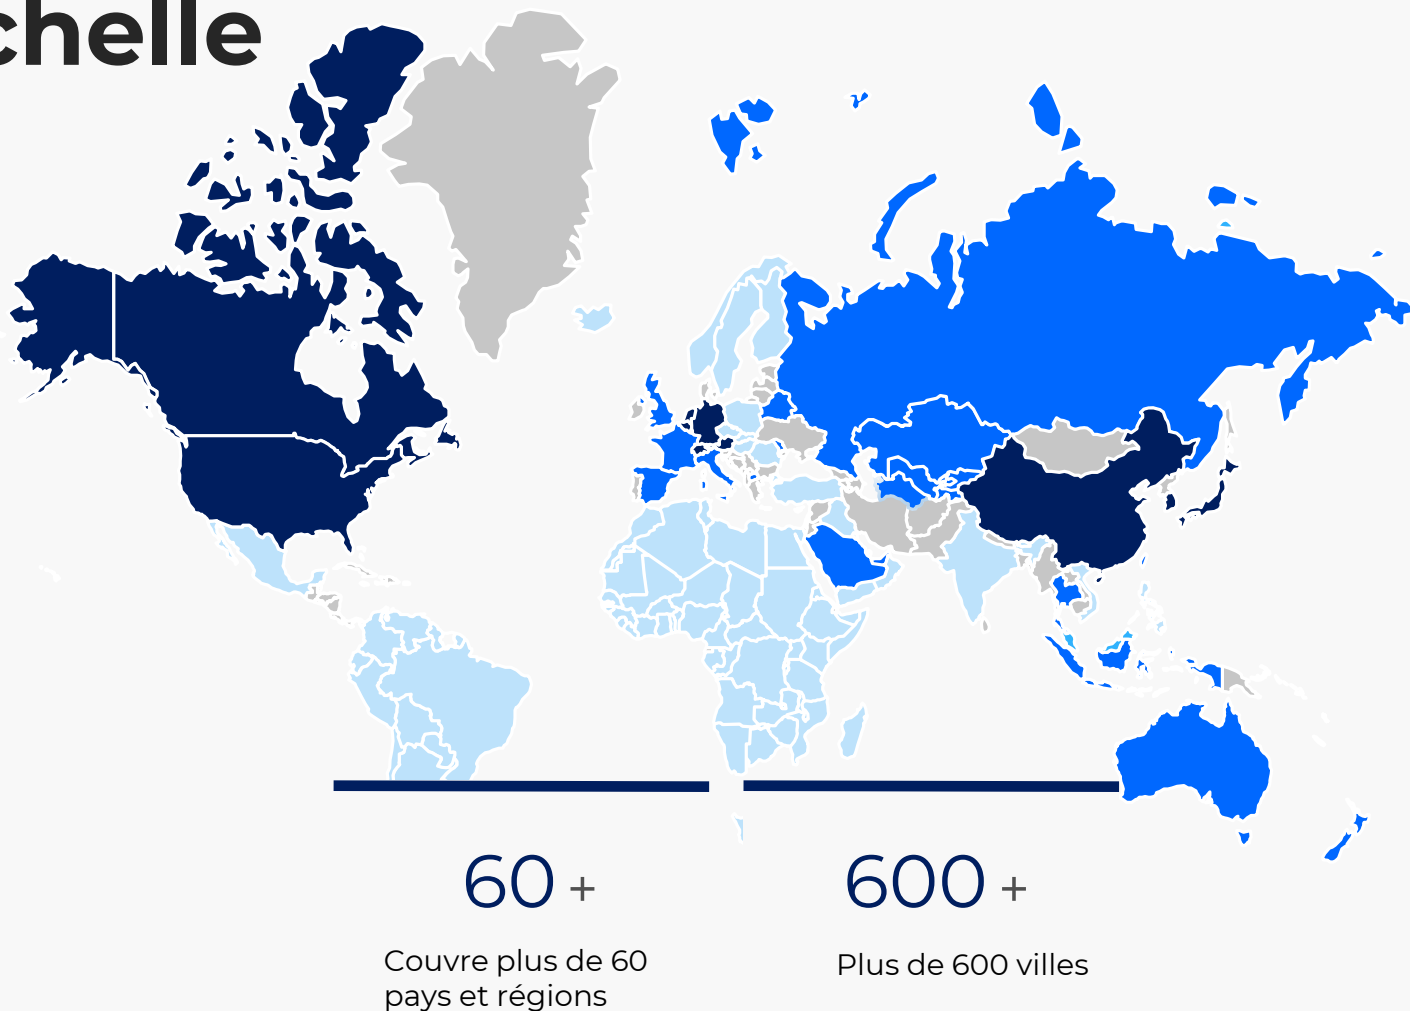 chelle
60 +
Couvre plus de 60
pays et régions
600 +
Plus de 600 villes